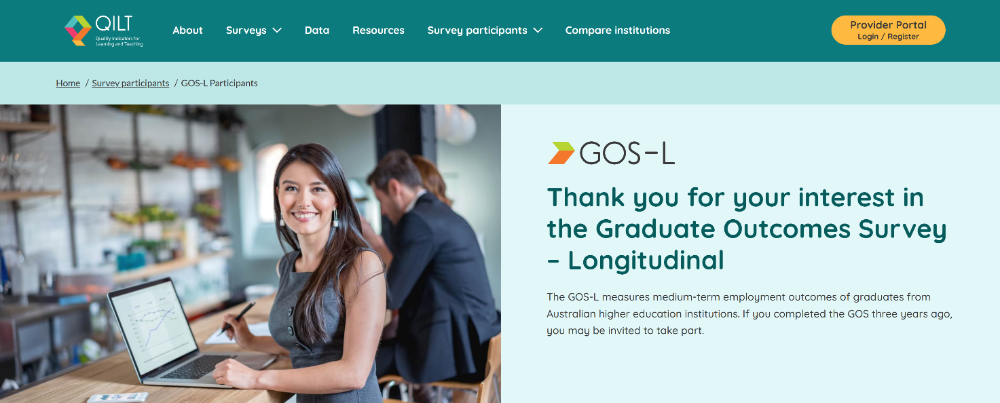 QILT
Quality Indicators for
Learning and Teaching
About
Surveys
Data
Resources
Survey participants
Compare institutions
Provider Portal
Login / Register
Home / Survey participants / GOS-L Participants
GOS-L
Thank you for your interest in
the Graduate Outcomes Survey
– Longitudinal
The GOS-L measures medium-term employment outcomes of graduates from
Australian higher education institutions. If you completed the GOS three years ago,
you may be invited to take part.